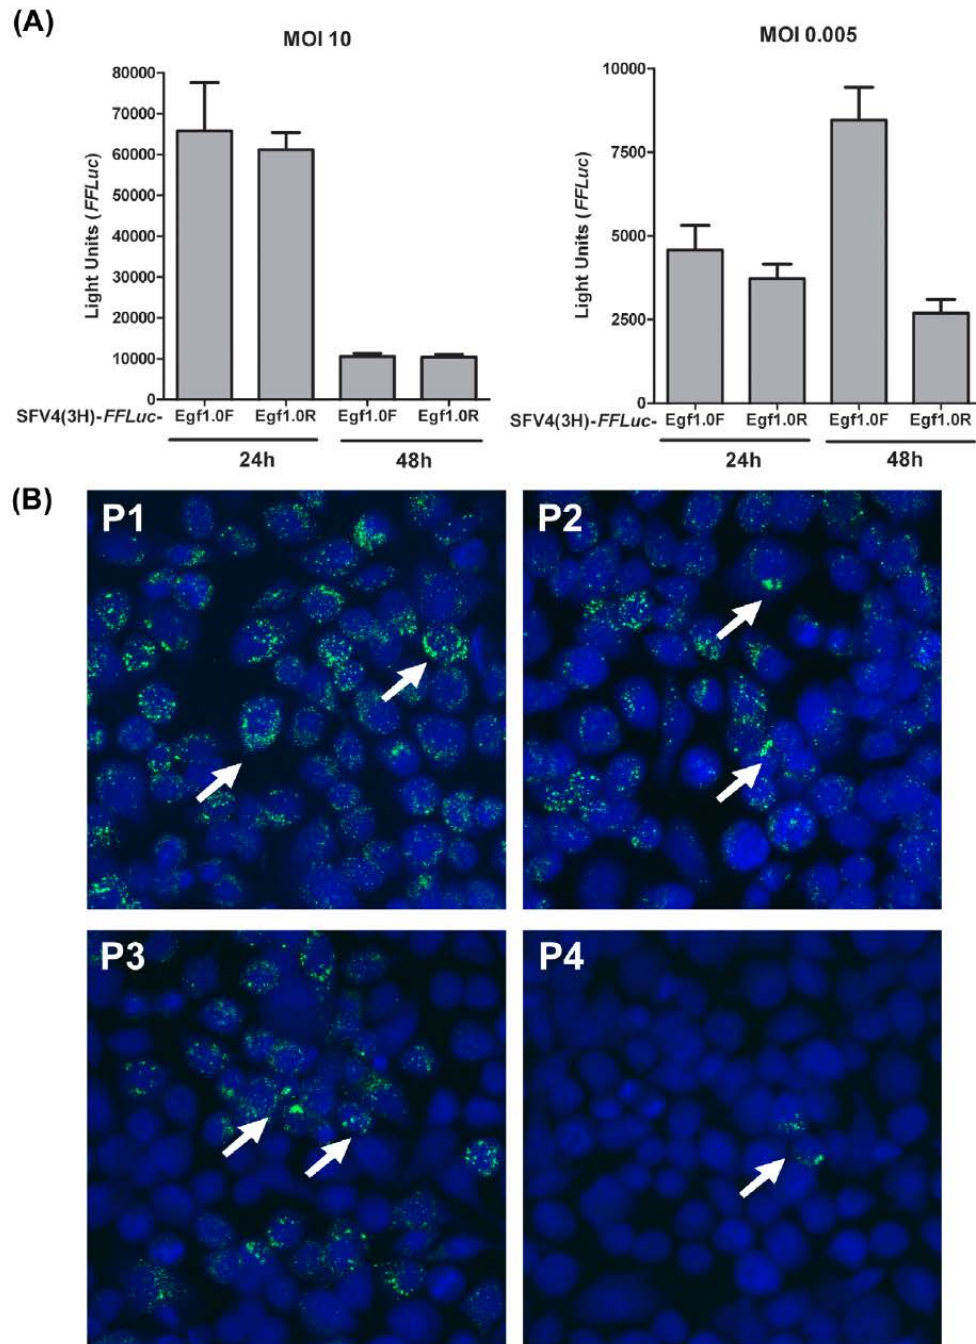 (A)
MOI 10
MOI 0.005
Light Units (FFLuc)
80000
70000
60000
50000
40000
30000
20000
10000
0
SFV4(3H)-FFLuc- Egf1.0F Egf1.0R Egf1.0F Egf1.0R
24h 48h
Light Units (FFLuc)
10000
7500
5000
2500
0
SFV4(3H)-FFLuc- Egf1.0F Egf1.0R Egf1.0F Egf1.0R
24h 48h
(B)
P1
P2
P3
P4